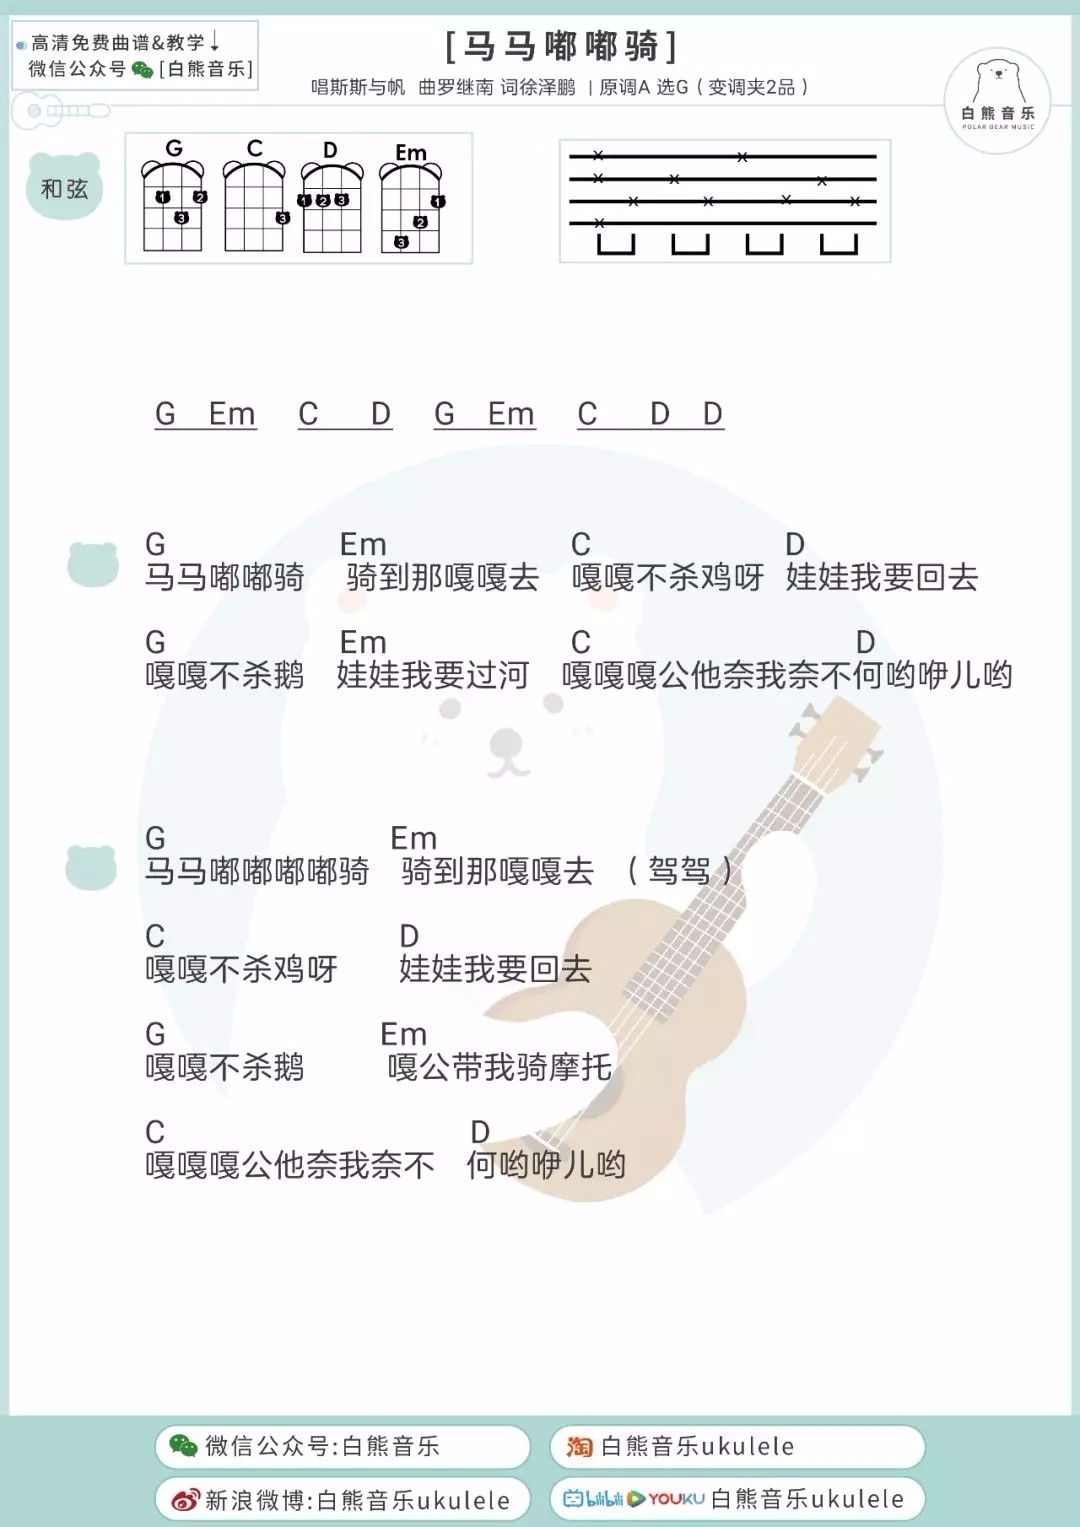 高清免费曲谱&教学↓
微信公众号 [白熊音乐]
[马马嘟嘟骑]
唱斯斯与帆 曲罗继南 词徐泽鹏 | 原调A 选G（变调夹2品）
白熊音乐
POLAR BEAR MUSIC
和弦
G C D Em
1 2 3 3 1 2 3 1 2 3
G Em C D G Em C D D
G Em C D
马马嘟嘟骑 骑到那嘎嘎去 嘎嘎不杀鸡呀 娃娃我要回去
G Em C D
嘎嘎不杀鹅 娃娃我要过河 嘎嘎嘎公他奈我奈不何哟咿儿哟
G Em
马马嘟嘟嘟嘟骑 骑到那嘎嘎去 （驾驾）
C D
嘎嘎不杀鸡呀 娃娃我要回去
G Em
嘎嘎不杀鹅 嘎公带我骑摩托
C D
嘎嘎嘎公他奈我奈不 何哟咿儿哟
微信公众号:白熊音乐
淘 白熊音乐ukulele
新浪微博:白熊音乐ukulele
bilibili YOUKU 白熊音乐ukulele